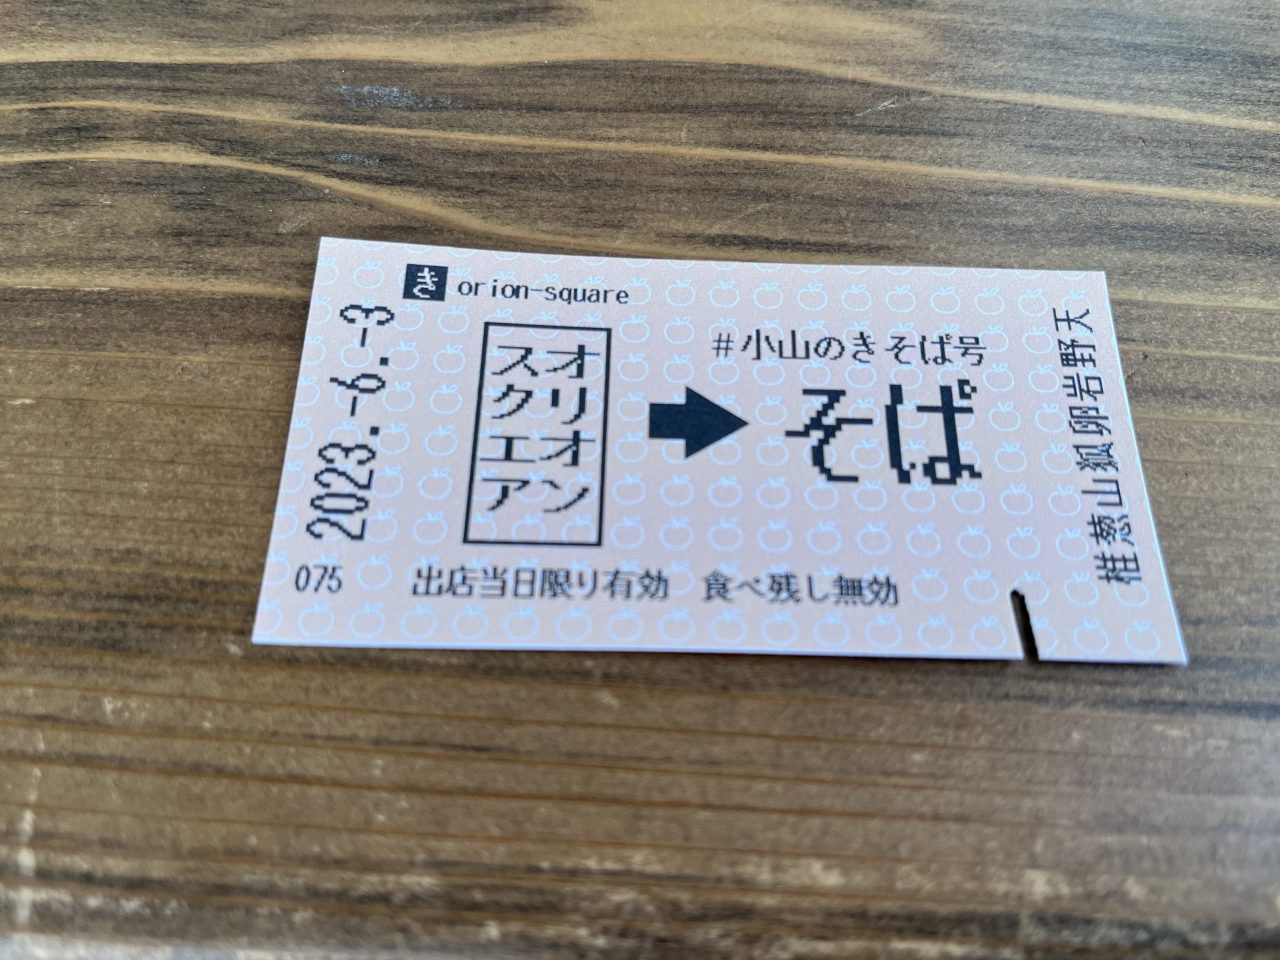 き orion-square
2023.-6.-3
オリオン
スクエア
➡
#小山のきそば号
そば
075
出店当日限り有効 食べ残し無効
椎葱山狐卵岩野天